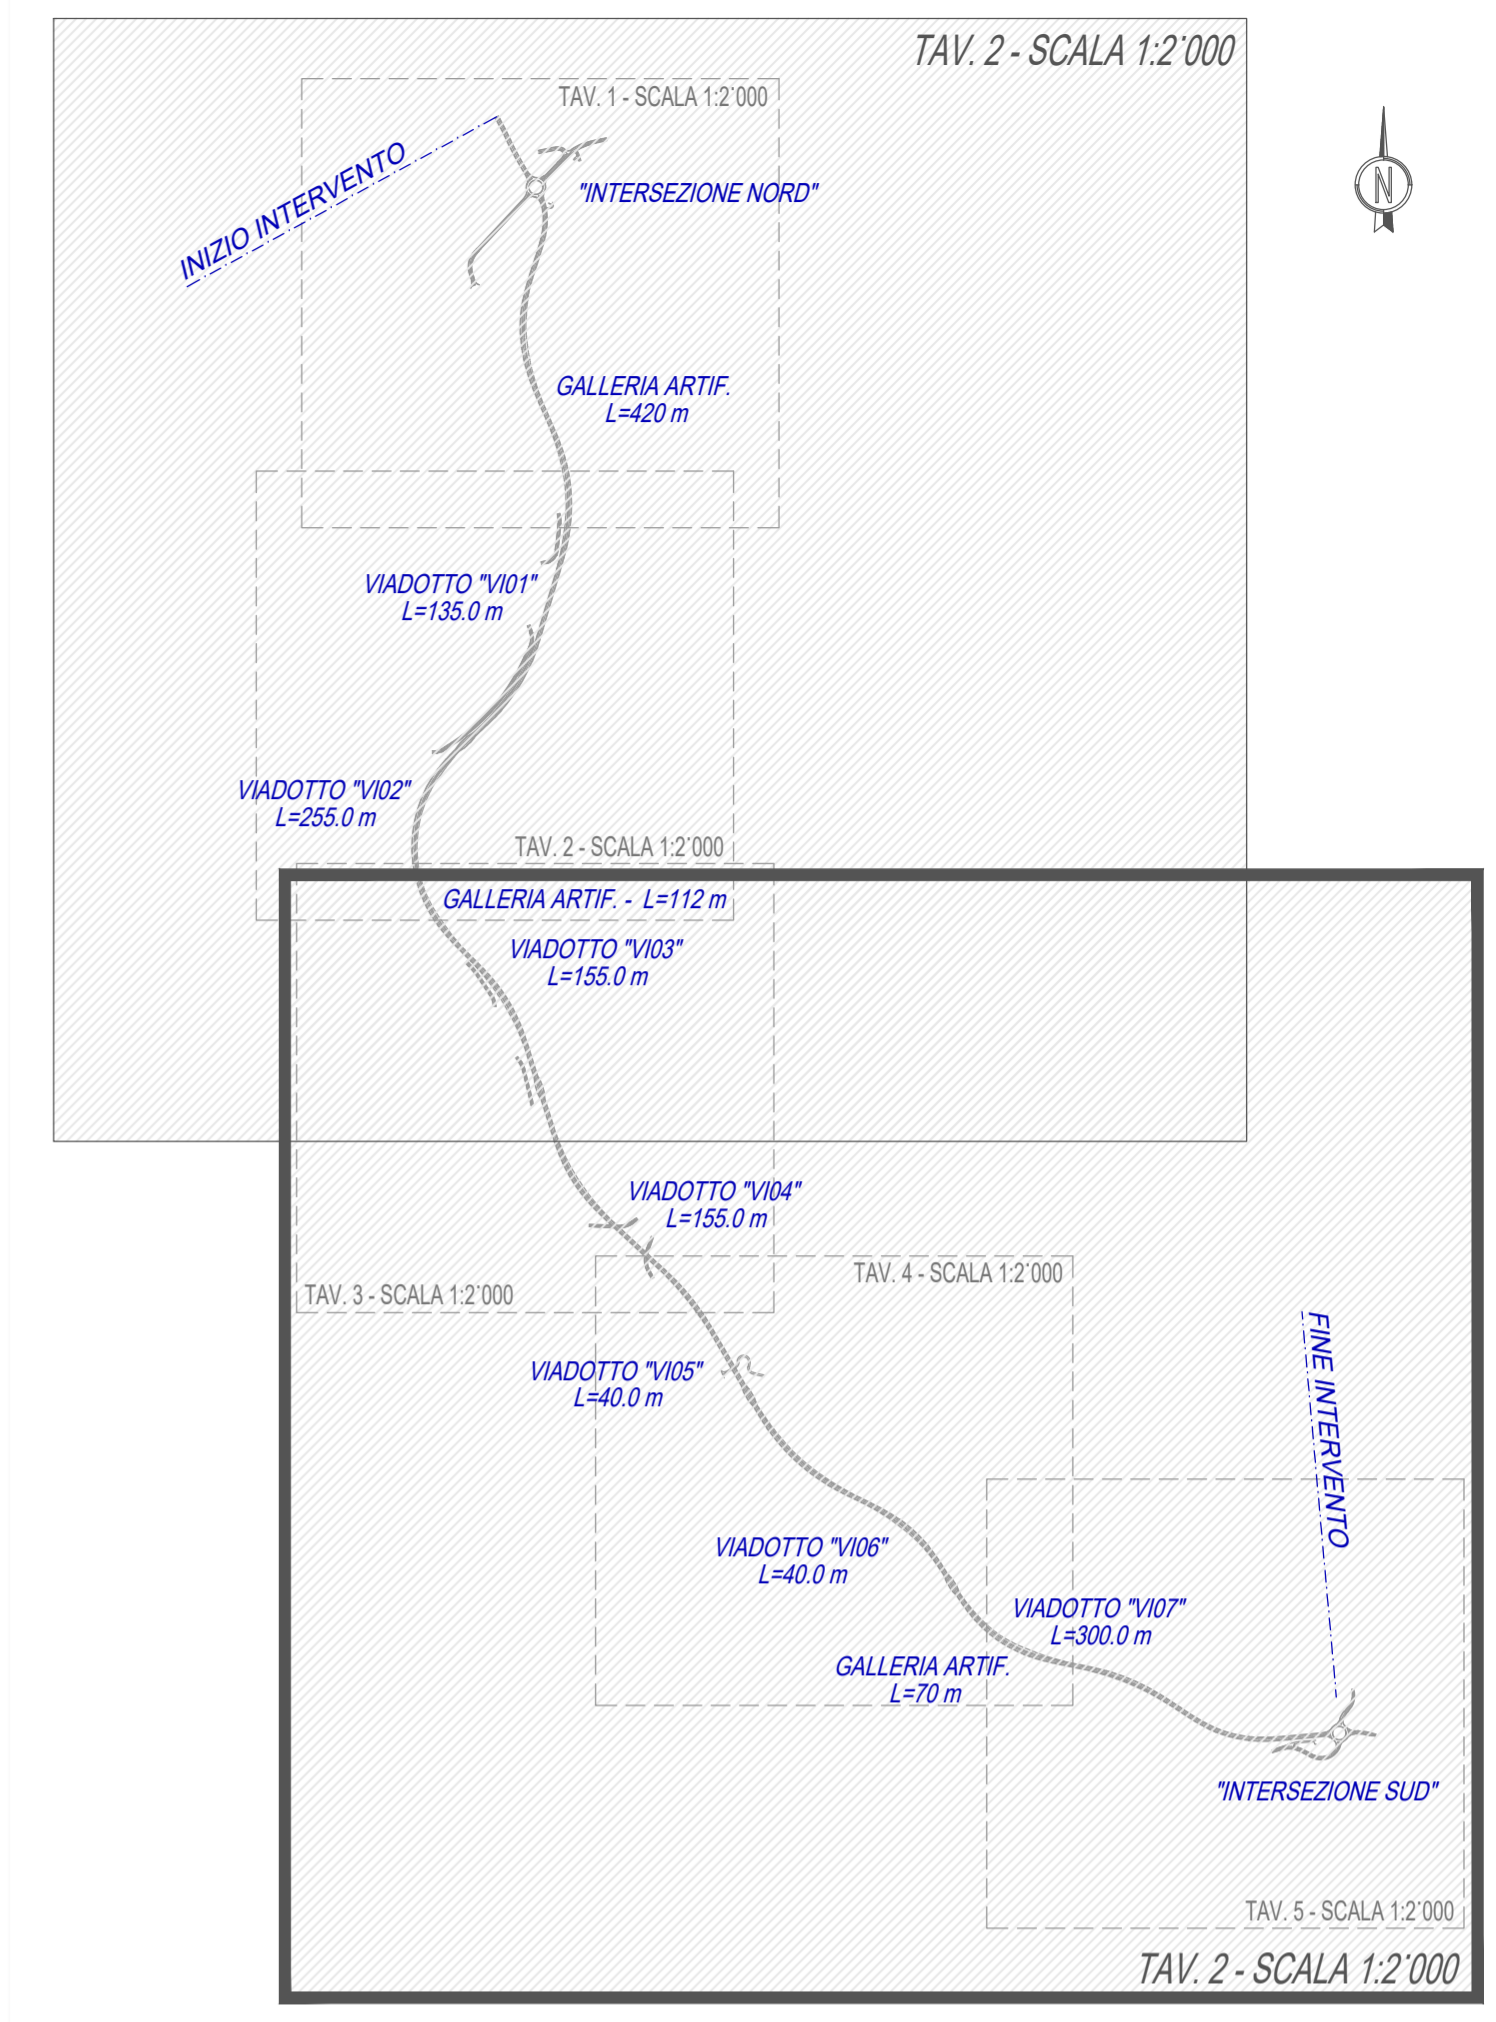 TAV. 2 - SCALA 1:2'000
TAV. 1 - SCALA 1:2'000
INIZIO INTERVENTO
N
"INTERSEZIONE NORD"
GALLERIA ARTIF.
L=420 m
VIADOTTO "VI01"
L=135.0 m
VIADOTTO "VI02"
L=255.0 m
TAV. 2 - SCALA 1:2'000
GALLERIA ARTIF. - L=112 m
VIADOTTO "VI03"
L=155.0 m
VIADOTTO "VI04"
L=155.0 m
TAV. 4 - SCALA 1:2'000
TAV. 3 - SCALA 1:2'000
FINE INTERVENTO
VIADOTTO "VI05"
L=40.0 m
VIADOTTO "VI06"
L=40.0 m
VIADOTTO "VI07"
L=300.0 m
GALLERIA ARTIF.
L=70 m
"INTERSEZIONE SUD"
TAV. 5 - SCALA 1:2'000
TAV. 2 - SCALA 1:2'000